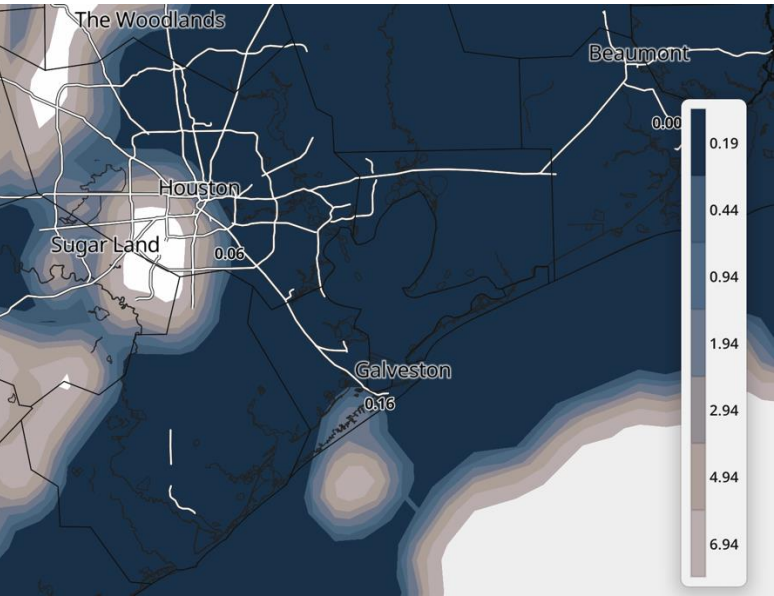 The Woodlands
Beaumont
0.00
0.19
Houston
0.44
Sugar Land
0.06
0.94
1.94
Galveston
0.16
2.94
4.94
6.94